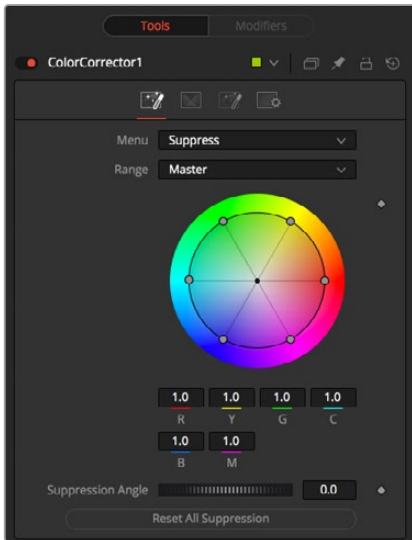 Tools Modifiers
ColorCorrector1
Menu Suppress
Range Master
1.0 1.0 1.0 1.0
R Y G C
1.0 1.0
B M
Suppression Angle 0.0
Reset All Suppression